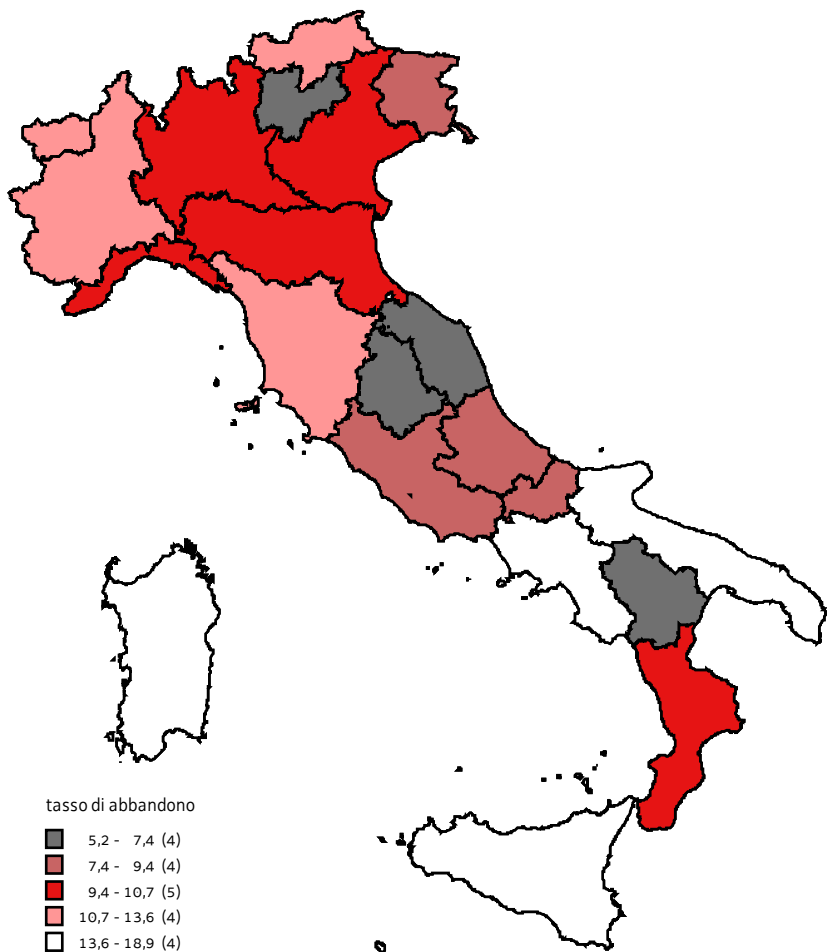 tasso di abbandono
5,2 - 7,4 (4)
7,4 - 9,4 (4)
9,4 - 10,7 (5)
10,7 - 13,6 (4)
13,6 - 18,9 (4)